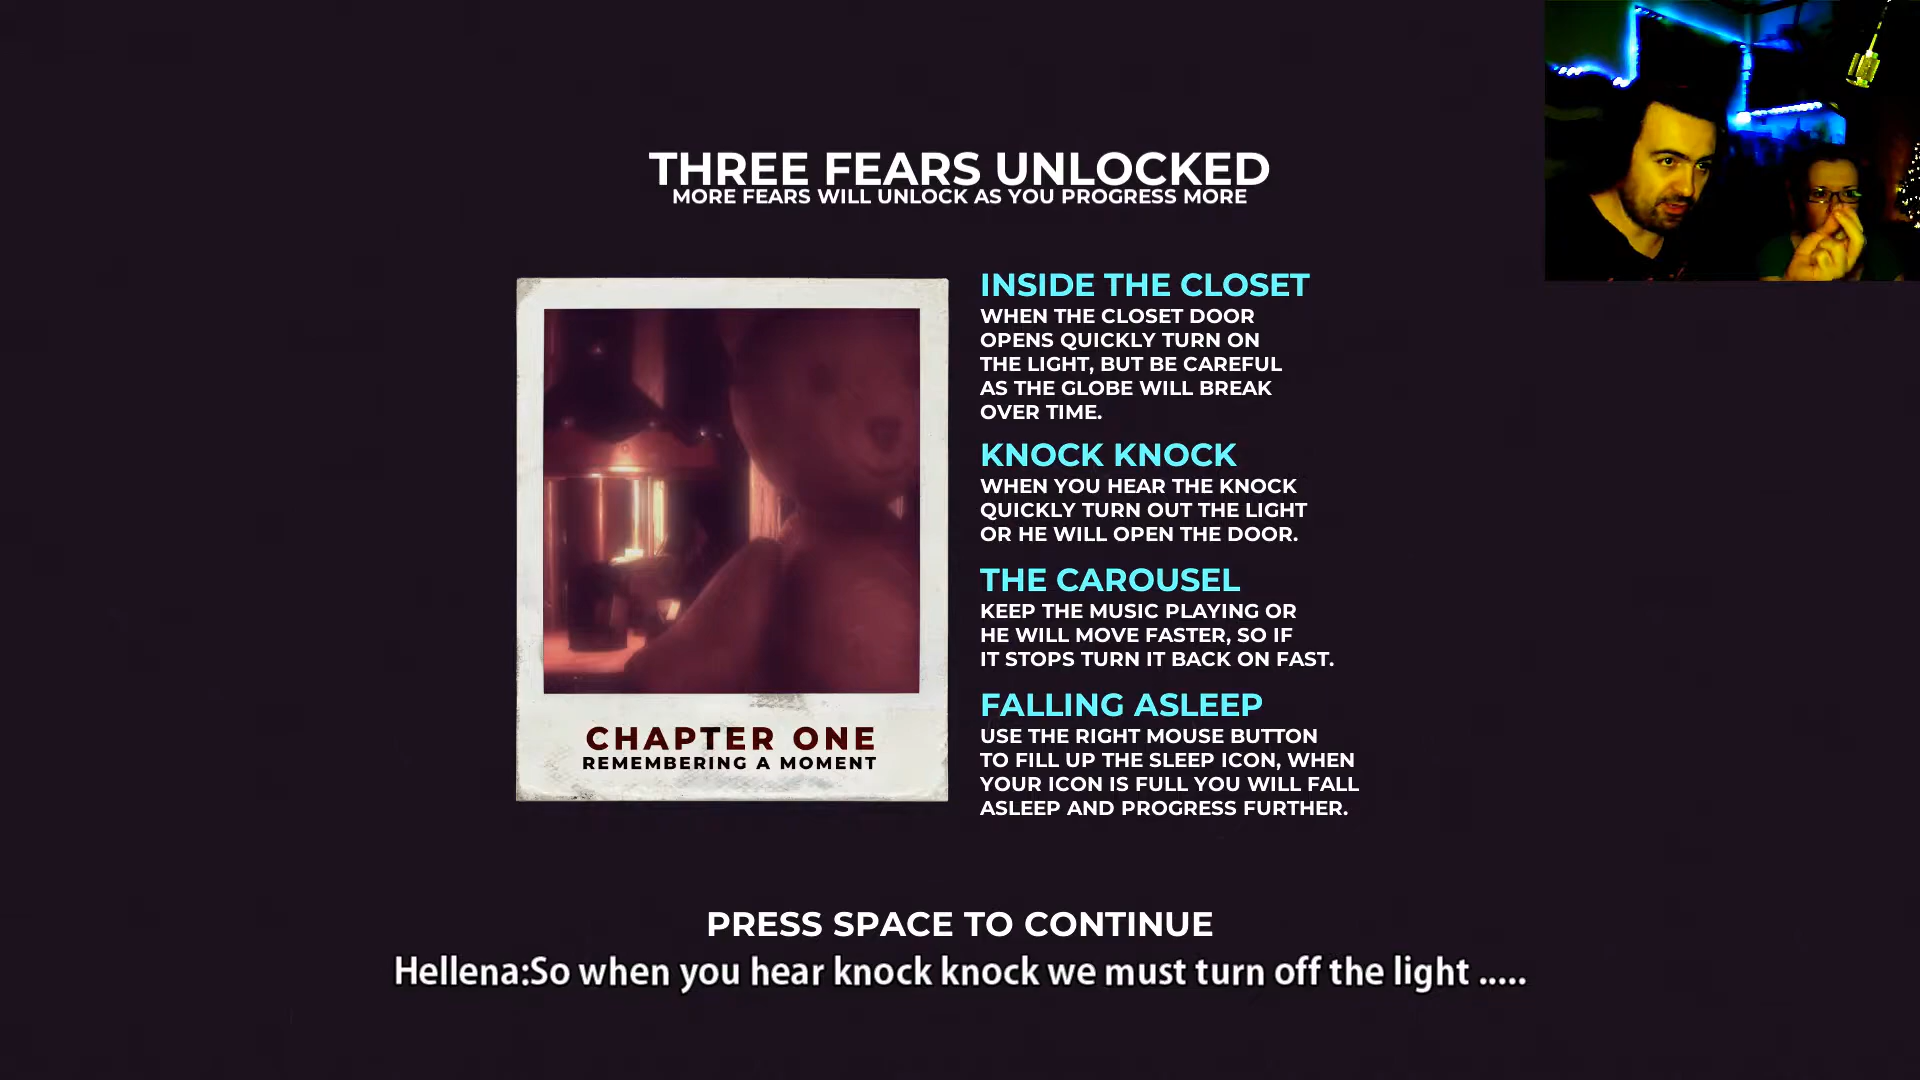 THREE FEARS UNLOCKED
MORE FEARS WILL UNLOCK AS YOU PROGRESS MORE
INSIDE THE CLOSET
WHEN THE CLOSET DOOR
OPENS QUICKLY TURN ON
THE LIGHT, BUT BE CAREFUL
AS THE GLOBE WILL BREAK
OVER TIME.
KNOCK KNOCK
WHEN YOU HEAR THE KNOCK
QUICKLY TURN OUT THE LIGHT
OR HE WILL OPEN THE DOOR.
THE CAROUSEL
KEEP THE MUSIC PLAYING OR
HE WILL MOVE FASTER, SO IF
IT STOPS TURN IT BACK ON FAST.
FALLING ASLEEP
USE THE RIGHT MOUSE BUTTON
TO FILL UP THE SLEEP ICON, WHEN
YOUR ICON IS FULL YOU WILL FALL
ASLEEP AND PROGRESS FURTHER.
CHAPTER ONE
REMEMBERING A MOMENT
PRESS SPACE TO CONTINUE
Hellena:So when you hear knock knock we must turn off the light .....